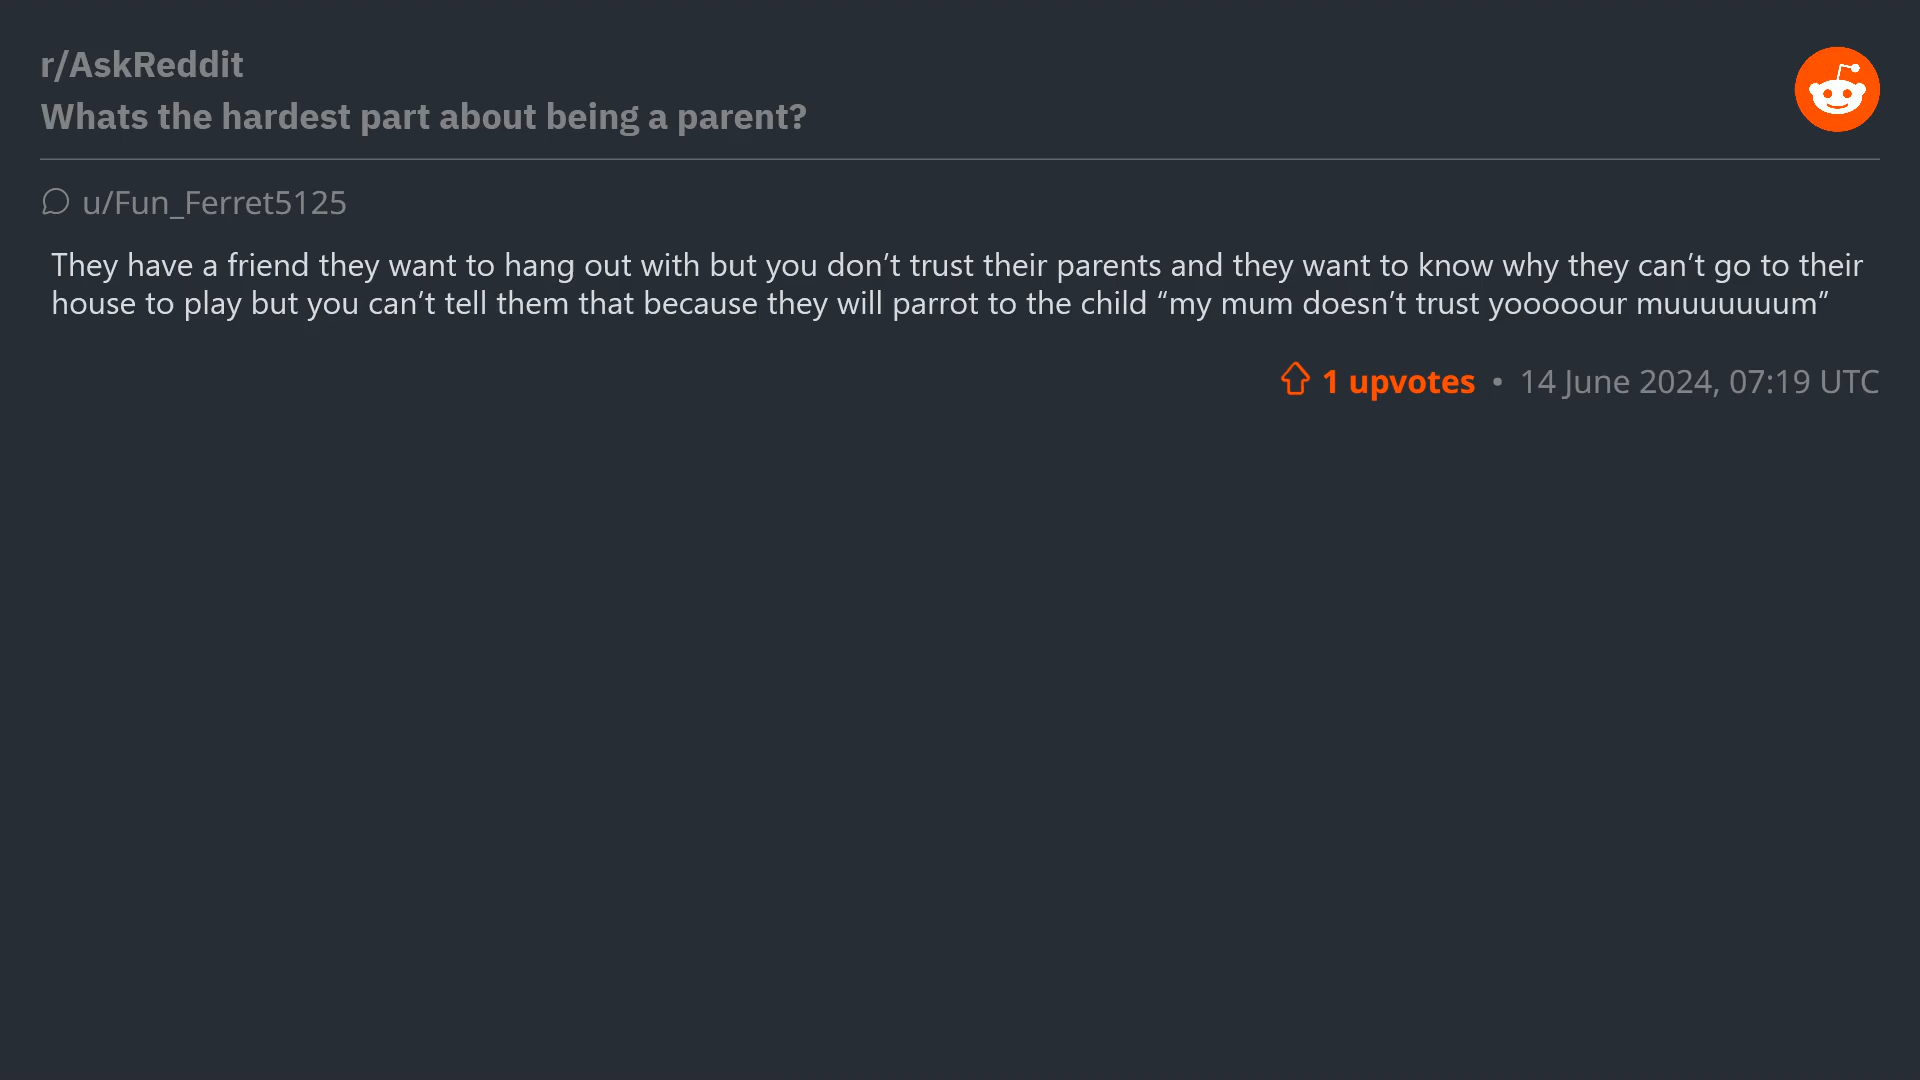 r/AskReddit
Whats the hardest part about being a parent?
u/Fun_Ferret5125
They have a friend they want to hang out with but you don’t trust their parents and they want to know why they can’t go to their
house to play but you can’t tell them that because they will parrot to the child “my mum doesn’t trust yooooour muuuuuuum”
1 upvotes • 14 June 2024, 07:19 UTC